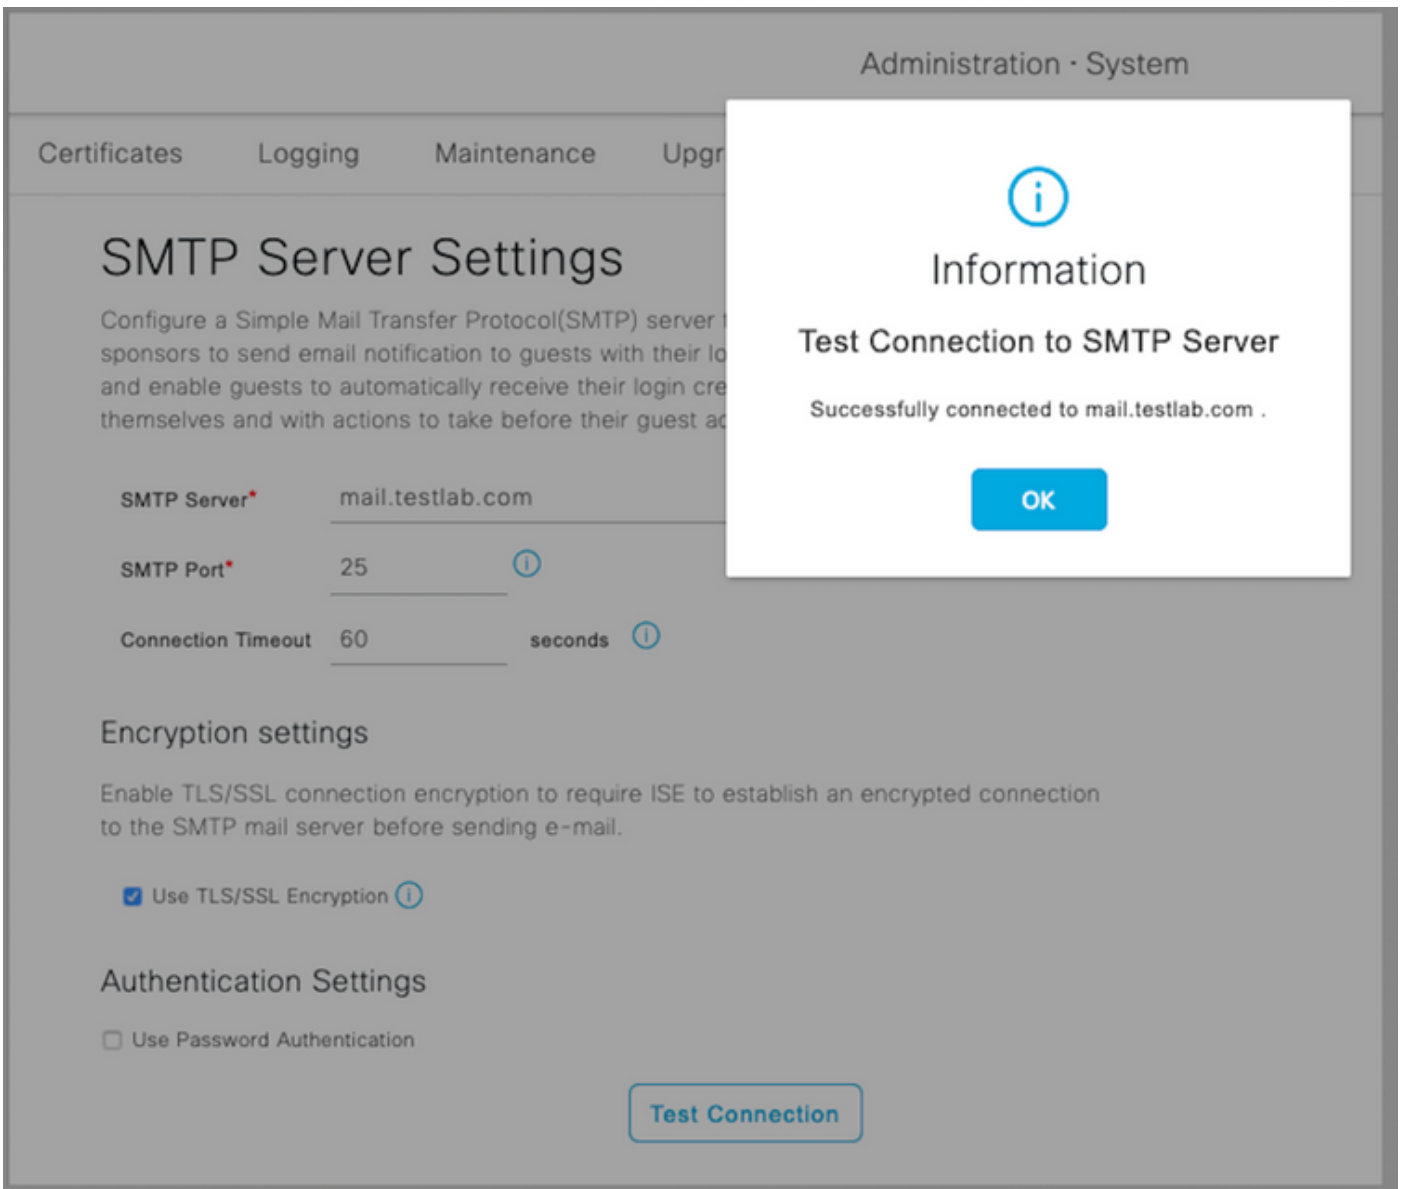 Administration · System
Certificates Logging Maintenance Upgr
SMTP Server Settings
Configure a Simple Mail Transfer Protocol(SMTP) server
sponsors to send email notification to guests with their lo
and enable guests to automatically receive their login cre
themselves and with actions to take before their guest ac
SMTP Server* mail.testlab.com
SMTP Port* 25
Connection Timeout 60 seconds
Encryption settings
Enable TLS/SSL connection encryption to require ISE to establish an encrypted connection
to the SMTP mail server before sending e-mail.
Use TLS/SSL Encryption
Authentication Settings
Use Password Authentication
Test Connection
Information
Test Connection to SMTP Server
Successfully connected to mail.testlab.com .
OK